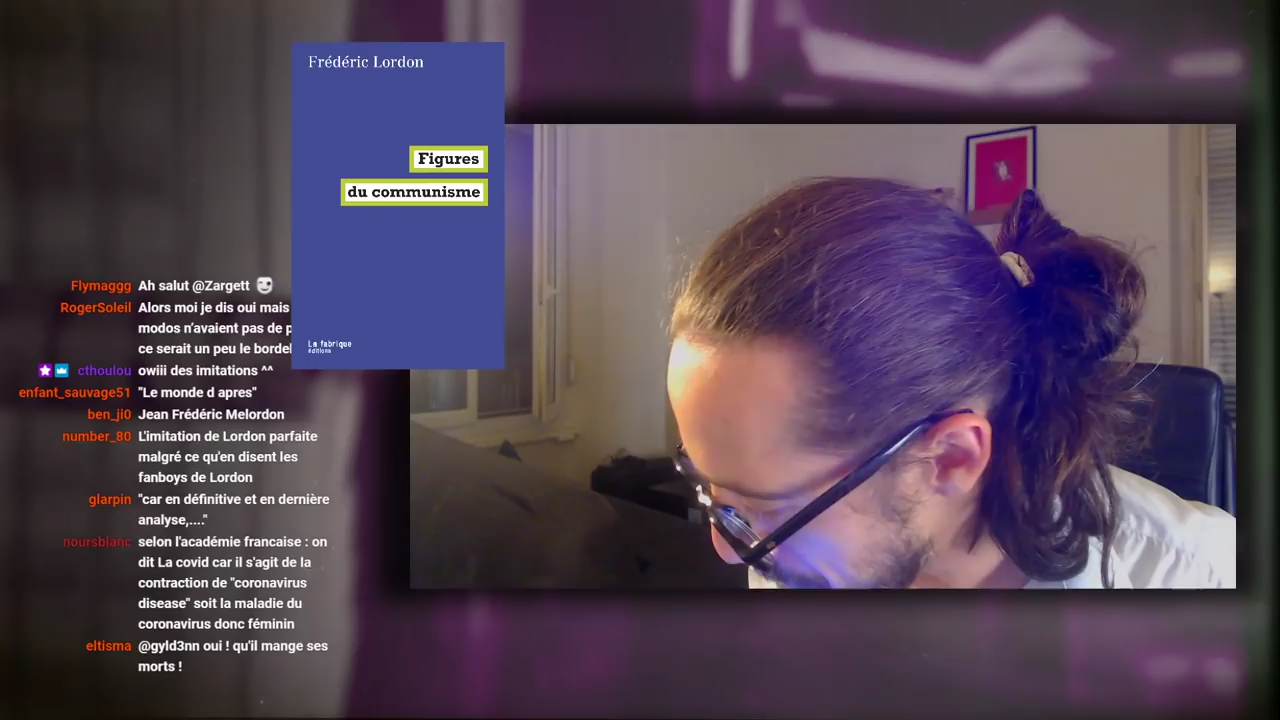 Frédéric Lordon
Figures
du communisme
La fabrique
éditions
Flymaggg Ah salut @Zargett
RogerSoleil Alors moi je dis oui mais
modos n'avaient pas de
ce serait un peu le
cthoulou owiii des imitations ^^
enfant_sauvage51 "Le monde d apres"
ben_ji0 Jean Frédéric Melordon
number_80 L'imitation de Lordon parfaite
malgré ce qu'en disent les
fanboys de Lordon
glarpin "car en définitive et en dernière
analyse,...."
noursblanc selon l'académie francaise : on
dit La covid car il s'agit de la
contraction de "coronavirus
disease" soit la maladie du
coronavirus donc féminin
eltisma @gyld3nn oui ! qu'il mange ses
morts !